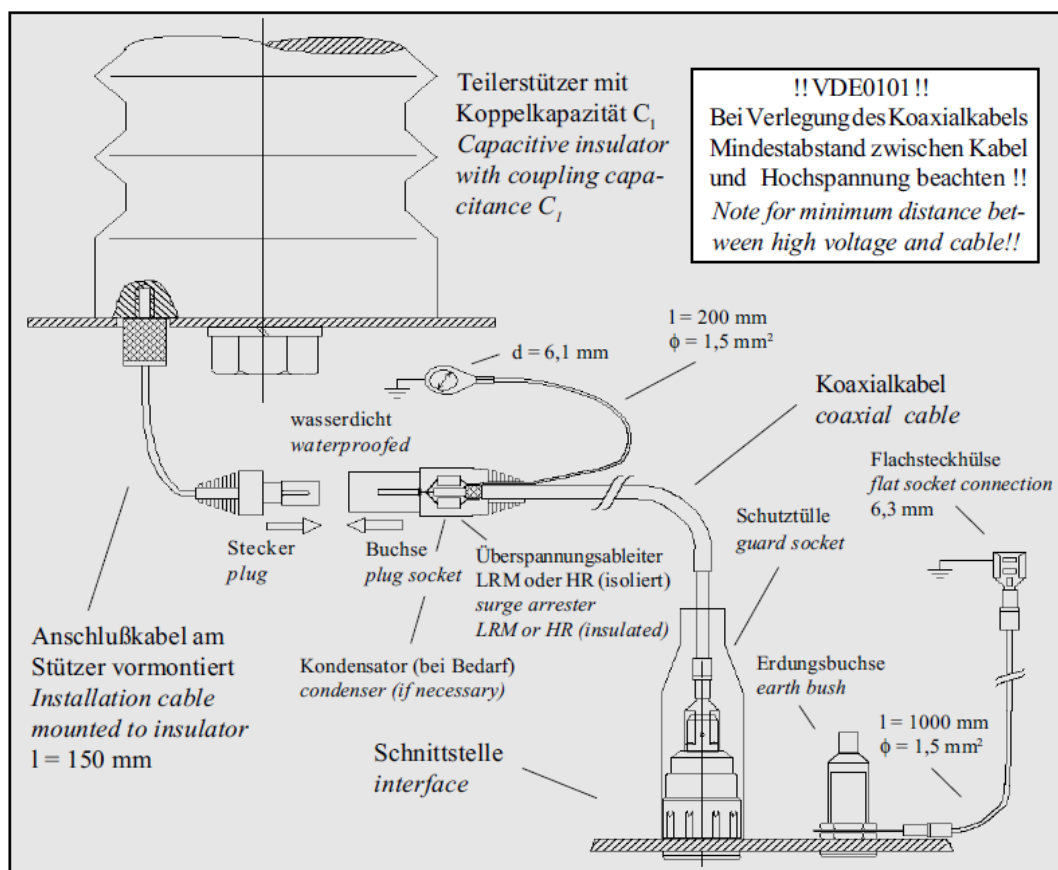 Teilerstützer mit
Koppelkapazität C1
Capacitive insulator
with coupling capa-
citance C1
!! VDE0101 !!
Bei Verlegung des Koaxialkabels
Mindestabstand zwischen Kabel
und Hochspannung beachten !!
Note for minimum distance bet-
ween high voltage and cable!!
l = 200 mm
ϕ = 1,5 mm²
d = 6,1 mm
Koaxialkabel
coaxial cable
wasserdicht
waterproofed
Flachsteckhülse
flat socket connection
6,3 mm
Stecker
plug
Buchse
plug socket
Überspannungsableiter
LRM oder HR (isoliert)
surge arrester
LRM or HR (insulated)
Schutztülle
guard socket
Anschlußkabel am
Stützer vormontiert
Installation cable
mounted to insulator
l = 150 mm
Kondensator (bei Bedarf)
condenser (if necessary)
Erdungsbuchse
earth bush
l = 1000 mm
ϕ = 1,5 mm²
Schnittstelle
interface